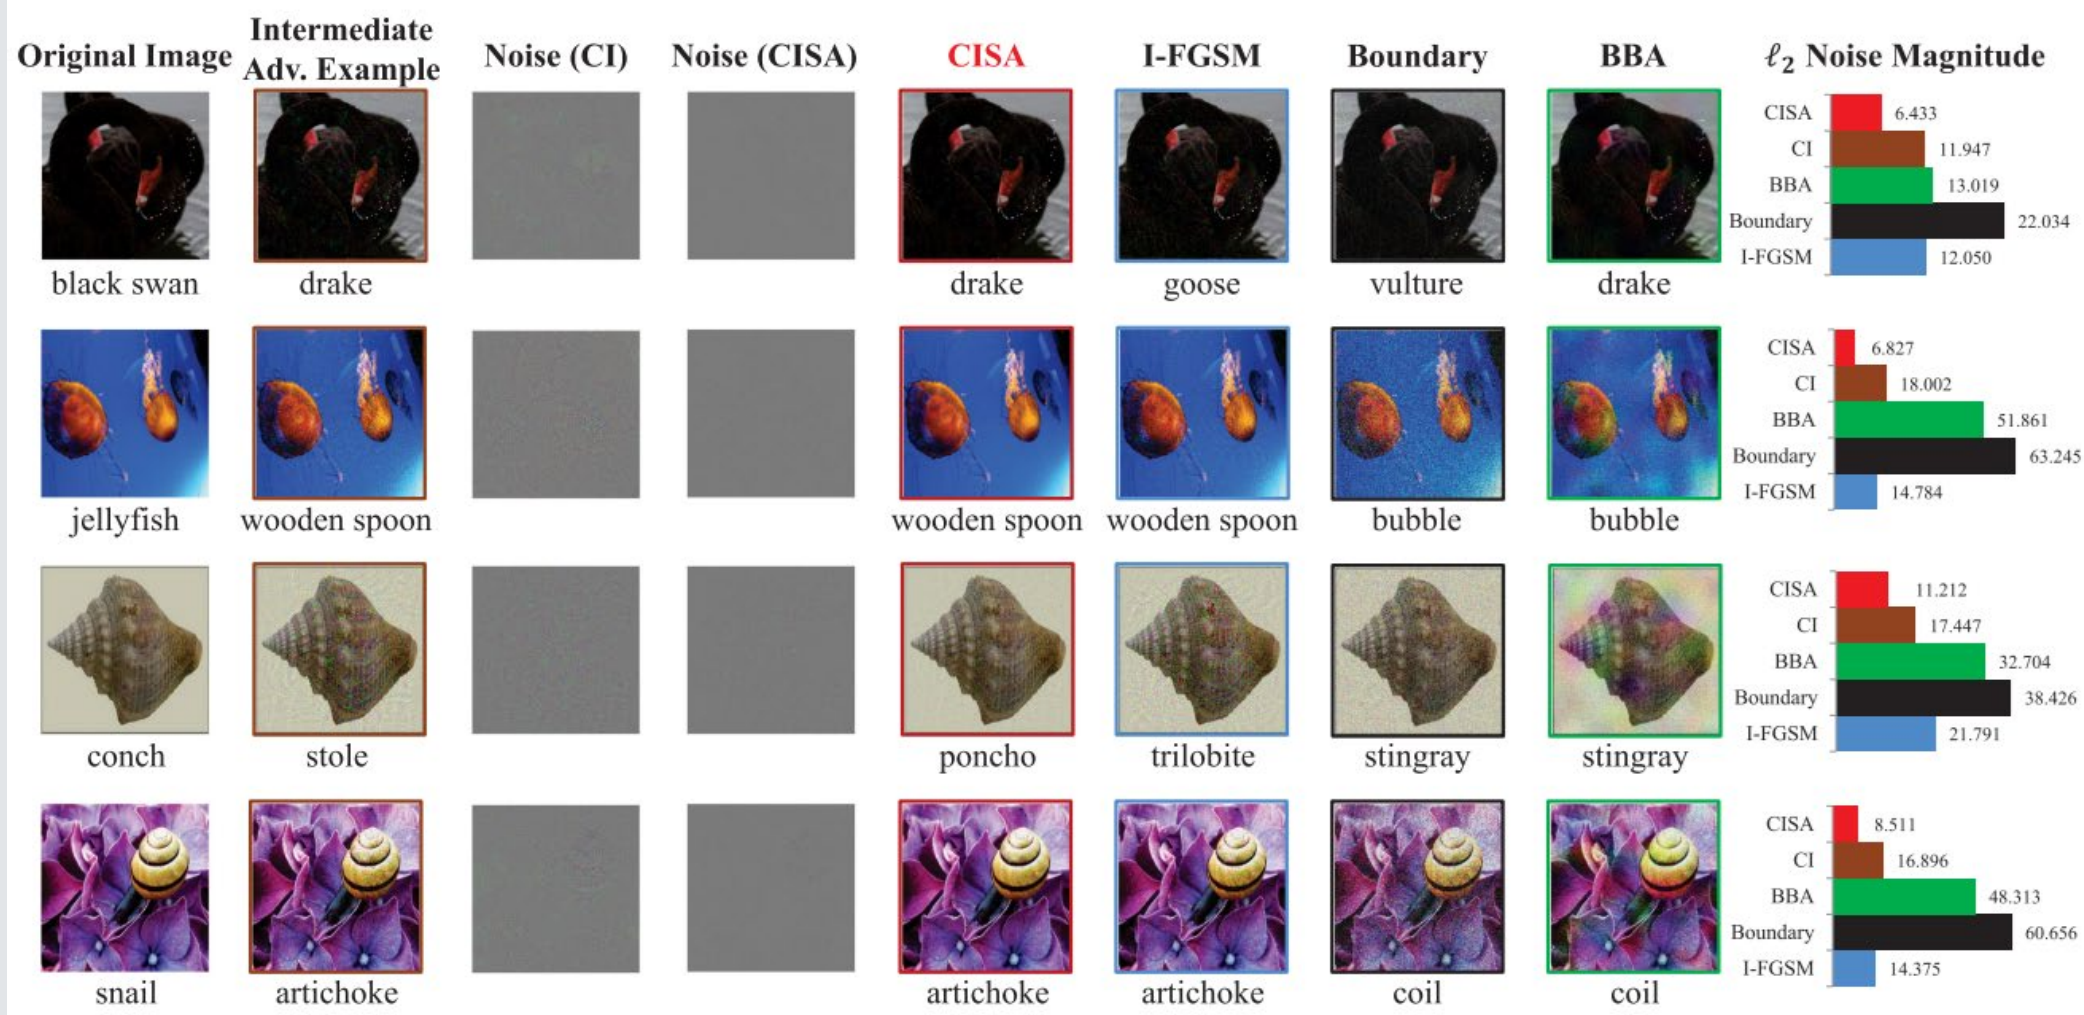 Original Image
Intermediate
Adv. Example
Noise (CI)
Noise (CISA)
CISA
I-FGSM
Boundary
BBA
ℓ₂ Noise Magnitude
black swan
drake
drake
goose
vulture
drake
CISA 6.433
CI 11.947
BBA 13.019
Boundary 22.034
I-FGSM 12.050
jellyfish
wooden spoon
wooden spoon
wooden spoon
bubble
bubble
CISA 6.827
CI 18.002
BBA 51.861
Boundary 63.245
I-FGSM 14.784
conch
stole
poncho
trilobite
stingray
stingray
CISA 11.212
CI 17.447
BBA 32.704
Boundary 38.426
I-FGSM 21.791
snail
artichoke
artichoke
artichoke
coil
coil
CISA 8.511
CI 16.896
BBA 48.313
Boundary 60.656
I-FGSM 14.375